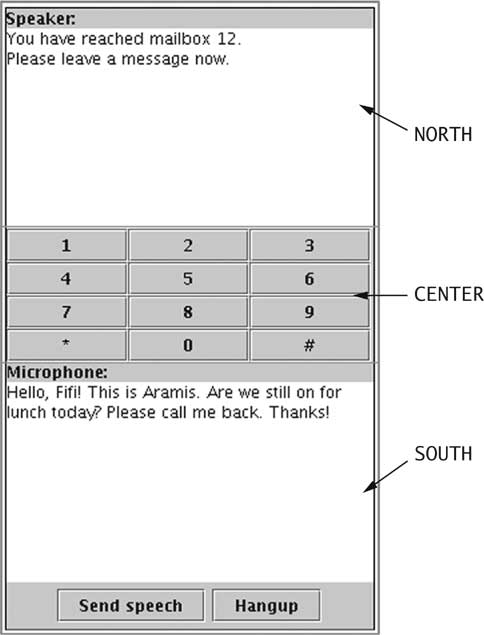 Speaker:
You have reached mailbox 12.
Please leave a message now.
NORTH
1 2 3
4 5 6
7 8 9
* 0 #
CENTER
Microphone:
Hello, Fifi! This is Aramis. Are we still on for
lunch today? Please call me back. Thanks!
SOUTH
Send speech Hangup